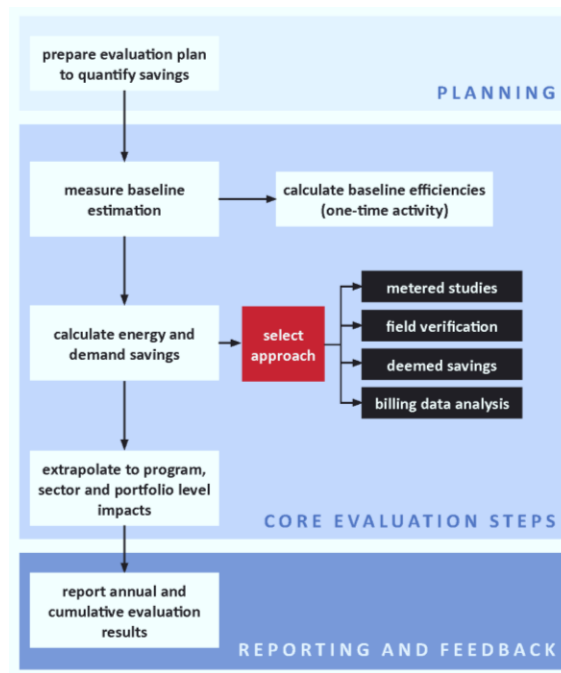 prepare evaluation plan
to quantify savings
PLANNING
measure baseline
estimation
calculate baseline efficiencies
(one-time activity)
calculate energy and
demand savings
select
approach
metered studies
field verification
deemed savings
billing data analysis
extrapolate to program,
sector and portfolio level
impacts
CORE EVALUATION STEPS
report annual and
cumulative evaluation
results
REPORTING AND FEEDBACK